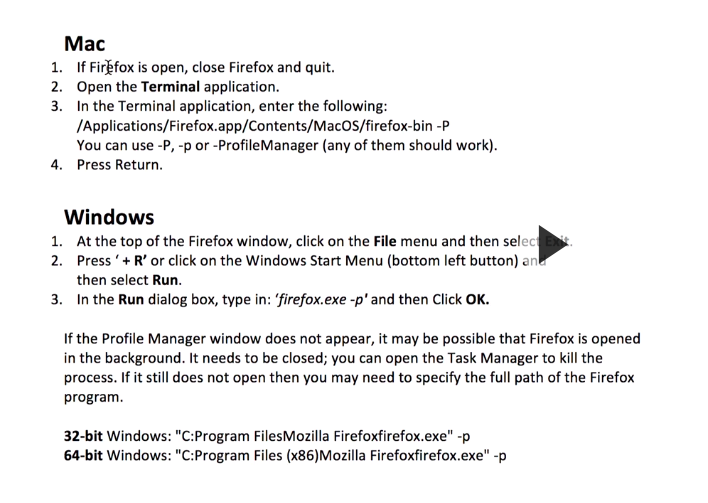 Mac
1. If Firefox is open, close Firefox and quit.
2. Open the Terminal application.
3. In the Terminal application, enter the following:
/Applications/Firefox.app/Contents/MacOS/firefox-bin -P
You can use -P, -p or -ProfileManager (any of them should work).
4. Press Return.
Windows
1. At the top of the Firefox window, click on the File menu and then select Exit.
2. Press ‘ + R’ or click on the Windows Start Menu (bottom left button) and
then select Run.
3. In the Run dialog box, type in: ‘firefox.exe -p' and then Click OK.
If the Profile Manager window does not appear, it may be possible that Firefox is opened
in the background. It needs to be closed; you can open the Task Manager to kill the
process. If it still does not open then you may need to specify the full path of the Firefox
program.
32-bit Windows: "C:Program FilesMozilla Firefoxfirefox.exe" -p
64-bit Windows: "C:Program Files (x86)Mozilla Firefoxfirefox.exe" -p